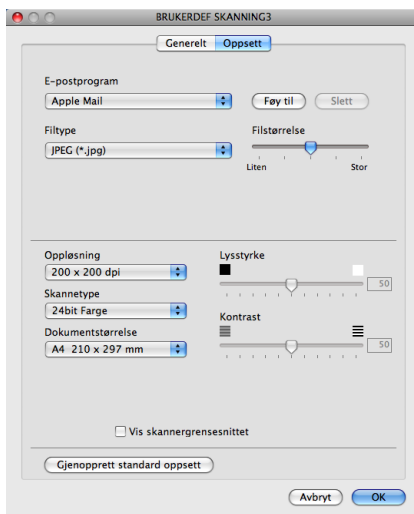 BRUKERDEF SKANNING3
Generelt Oppsett
E-postprogram
Apple Mail Føy til Slett
Filtype Filstørrelse
JPEG (*.jpg)
Liten Stor
Oppløsning Lysstyrke
200 x 200 dpi
50
Skannetype
24bit Farge Kontrast
Dokumentstørrelse
A4 210 x 297 mm 50
Vis skannergrensesnittet
Gjenopprett standard oppsett
Avbryt OK